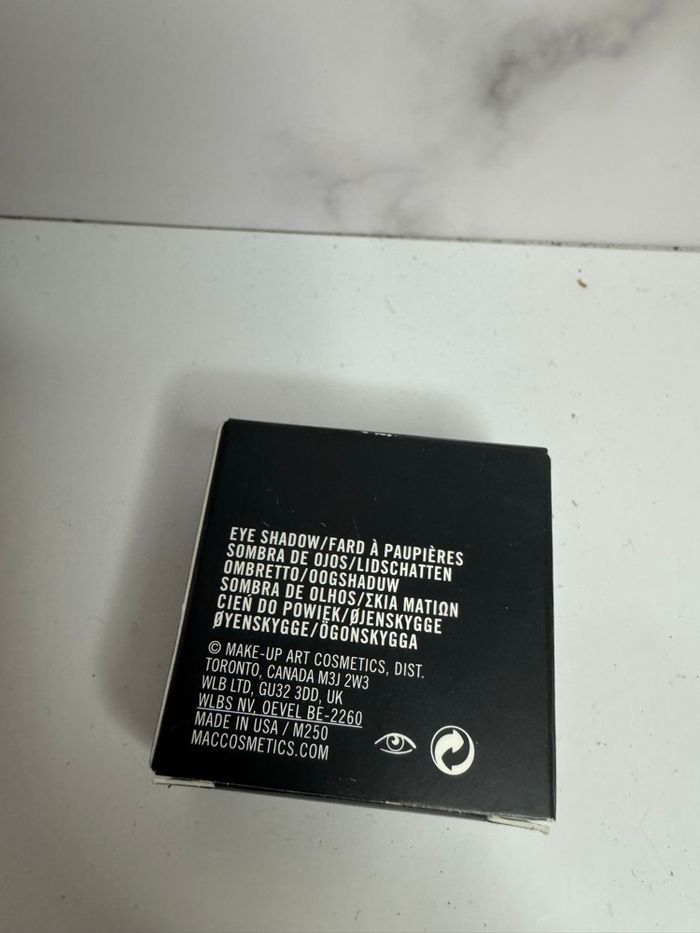 EYE SHADOW/FARD À PAUPIÈRES
SOMBRA DE OJOS/LIDSCHATTEN
OMBRETTO/OOGSHADUW
SOMBRA DE OLHOS/ΣΚΙΑ ΜΑΤΙΩΝ
CIEŃ DO POWIEK/ØJENSKYGGE
ØYENSKYGGE/ÖGONSKYGGA
© MAKE-UP ART COSMETICS, DIST.
TORONTO, CANADA M3J 2W3
WLB LTD, GU32 3DD, UK
WLBS NV, OEVEL BE-2260
MADE IN USA / M250
MACCOSMETICS.COM